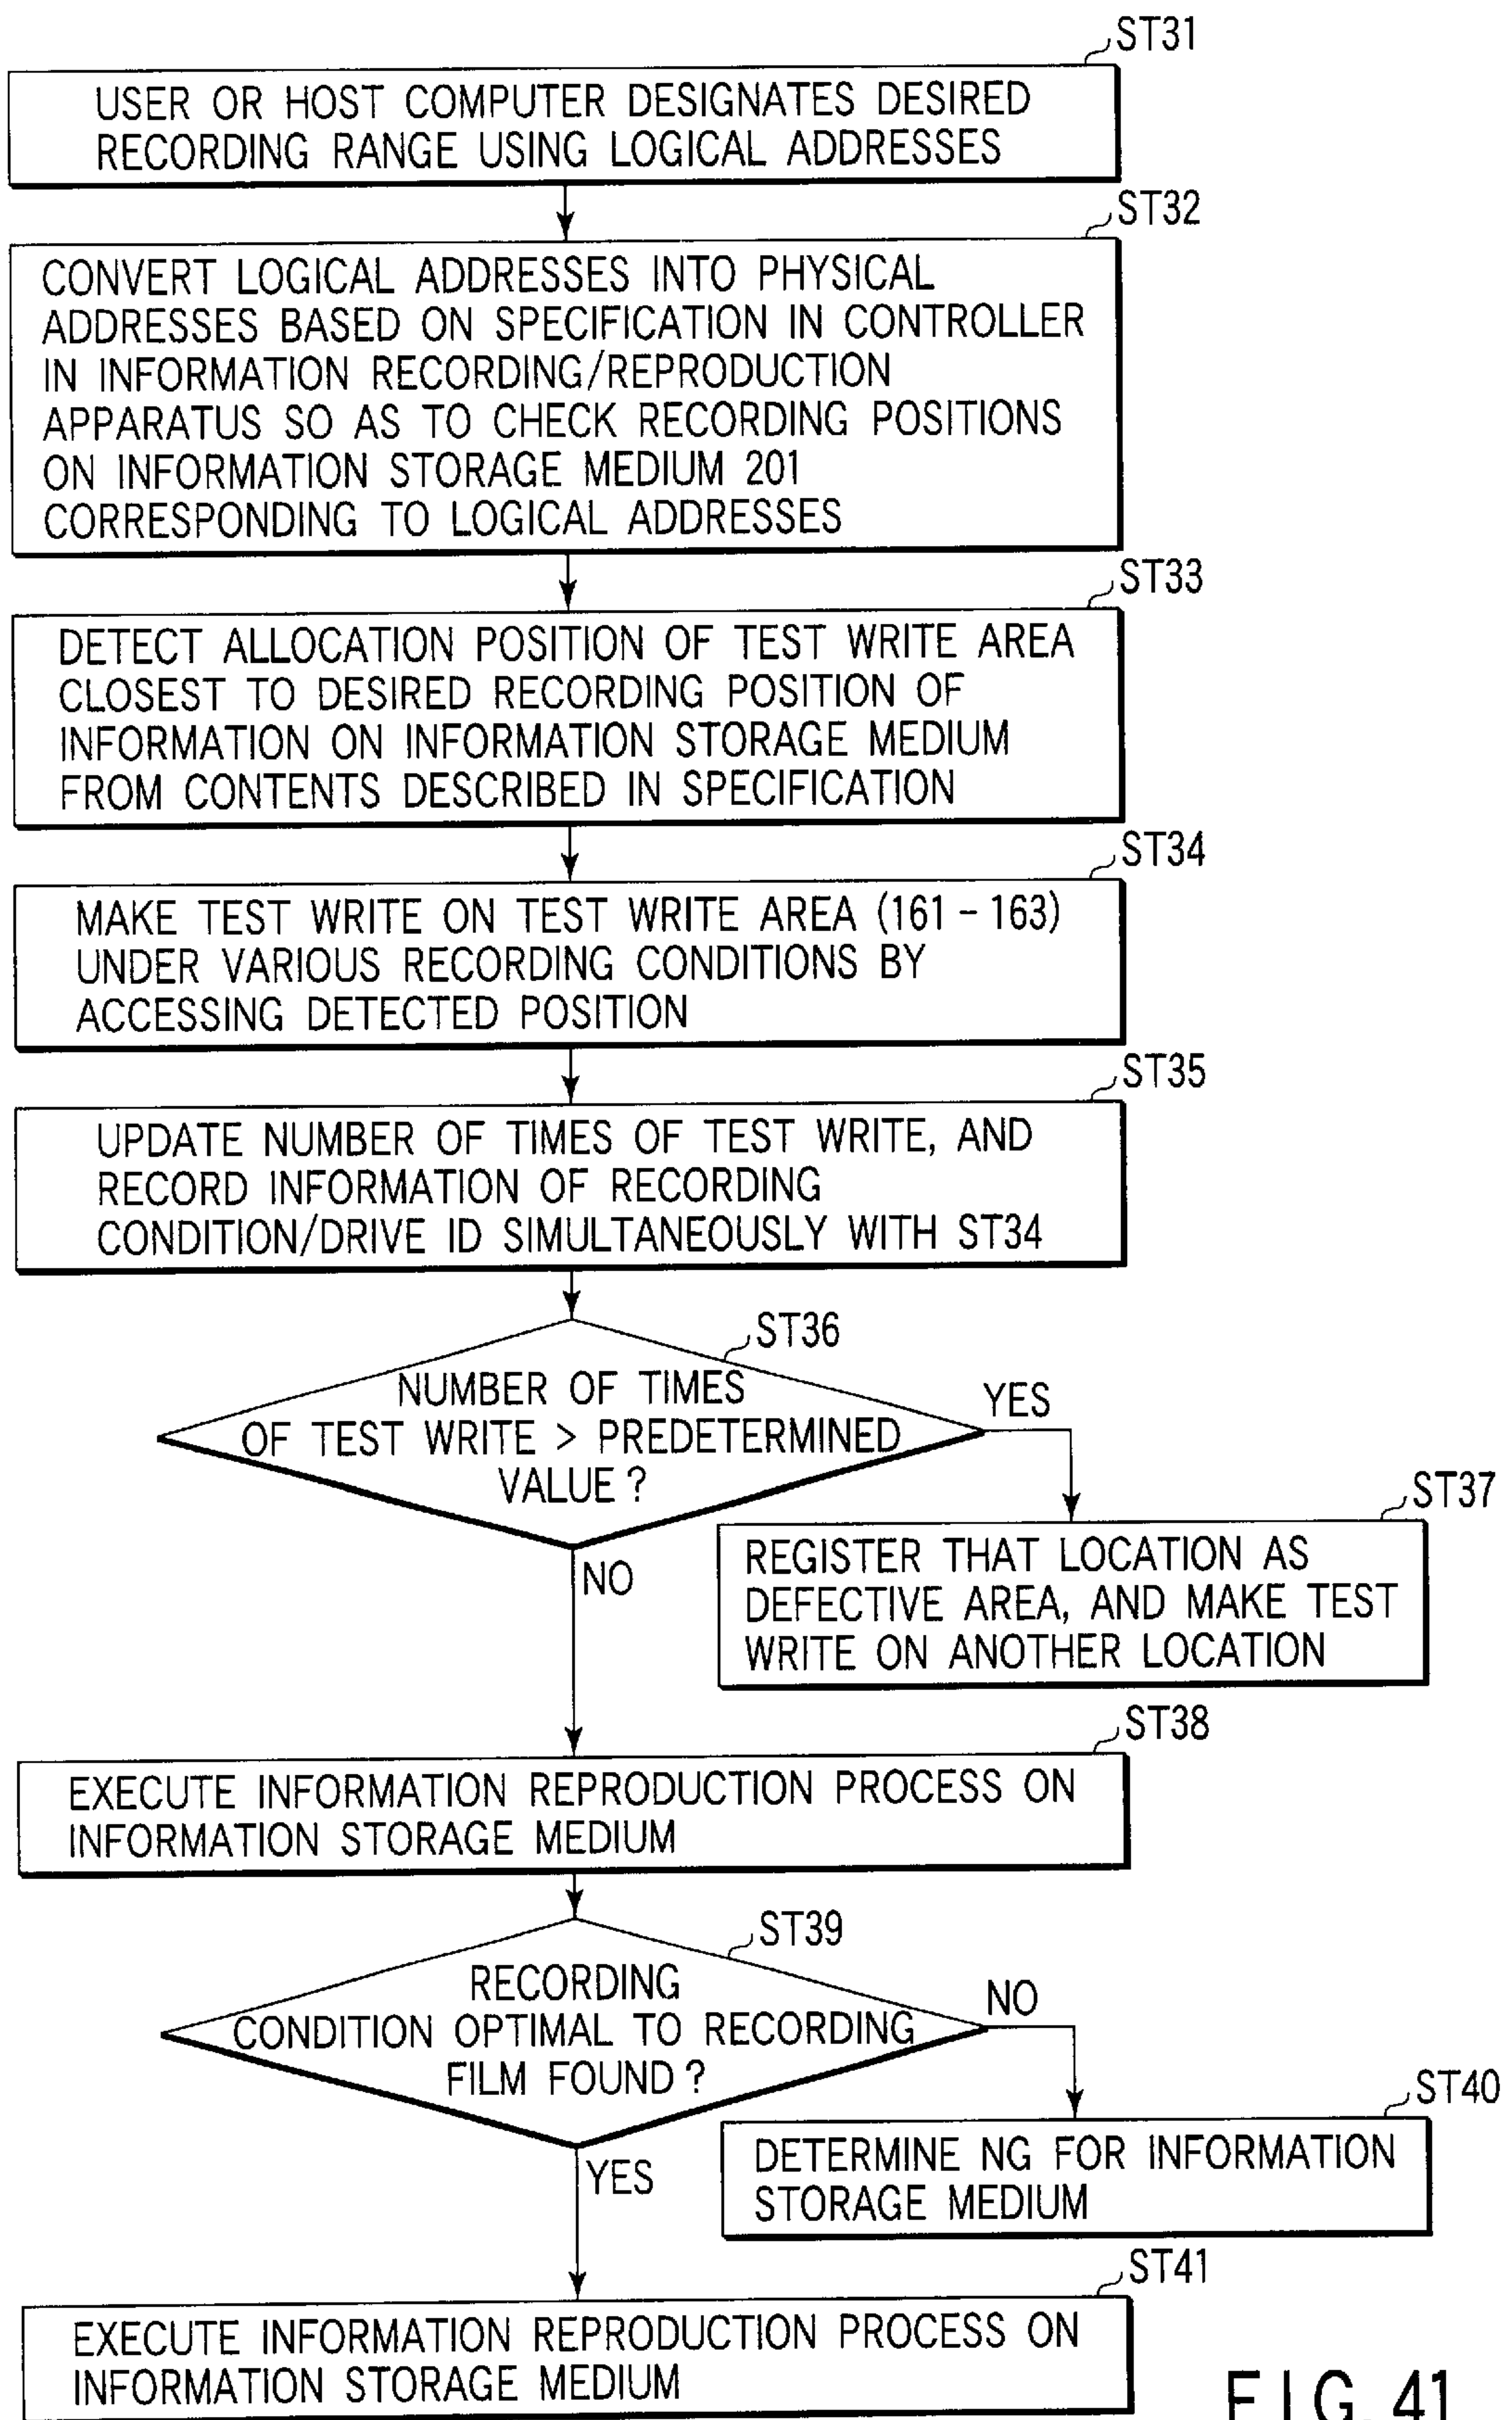 ST31
USER OR HOST COMPUTER DESIGNATES DESIRED
RECORDING RANGE USING LOGICAL ADDRESSES
ST32
CONVERT LOGICAL ADDRESSES INTO PHYSICAL
ADDRESSES BASED ON SPECIFICATION IN CONTROLLER
IN INFORMATION RECORDING/REPRODUCTION
APPARATUS SO AS TO CHECK RECORDING POSITIONS
ON INFORMATION STORAGE MEDIUM 201
CORRESPONDING TO LOGICAL ADDRESSES
ST33
DETECT ALLOCATION POSITION OF TEST WRITE AREA
CLOSEST TO DESIRED RECORDING POSITION OF
INFORMATION ON INFORMATION STORAGE MEDIUM
FROM CONTENTS DESCRIBED IN SPECIFICATION
ST34
MAKE TEST WRITE ON TEST WRITE AREA (161 – 163)
UNDER VARIOUS RECORDING CONDITIONS BY
ACCESSING DETECTED POSITION
ST35
UPDATE NUMBER OF TIMES OF TEST WRITE, AND
RECORD INFORMATION OF RECORDING
CONDITION/DRIVE ID SIMULTANEOUSLY WITH ST34
ST36
NUMBER OF TIMES
OF TEST WRITE > PREDETERMINED
VALUE?
YES
NO
ST37
REGISTER THAT LOCATION AS
DEFECTIVE AREA, AND MAKE TEST
WRITE ON ANOTHER LOCATION
ST38
EXECUTE INFORMATION REPRODUCTION PROCESS ON
INFORMATION STORAGE MEDIUM
ST39
RECORDING
CONDITION OPTIMAL TO RECORDING
FILM FOUND?
NO
YES
ST40
DETERMINE NG FOR INFORMATION
STORAGE MEDIUM
ST41
EXECUTE INFORMATION REPRODUCTION PROCESS ON
INFORMATION STORAGE MEDIUM
FIG. 41